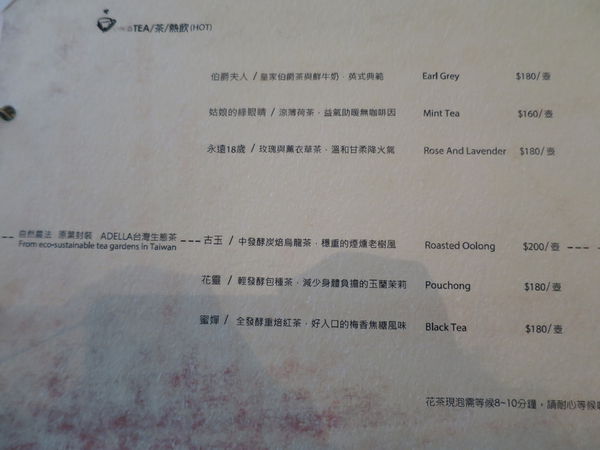 TEA/茶/熱飲(HOT)
伯爵夫人 / 皇家伯爵茶與鮮牛奶，英式典範 Earl Grey $180/壺
姑娘的綠眼睛 / 涼薄荷茶，益氣助暖無咖啡因 Mint Tea $160/壺
永遠18歲 / 玫瑰與薰衣草茶，溫和甘柔降火氣 Rose And Lavender $180/壺
自然農法 原葉封裝 ADELLA台灣生態茶
From eco-sustainable tea gardens in Taiwan
古玉 / 中發酵炭焙烏龍茶，穩重的煙燻老樹風 Roasted Oolong $200/壺
花靈 / 輕發酵包種茶，減少身體負擔的玉蘭茉莉 Pouchong $180/壺
蜜嬋 / 全發酵重焙紅茶，好入口的梅香焦糖風味 Black Tea $180/壺
花茶現泡需等候8~10分鐘，請耐心等候